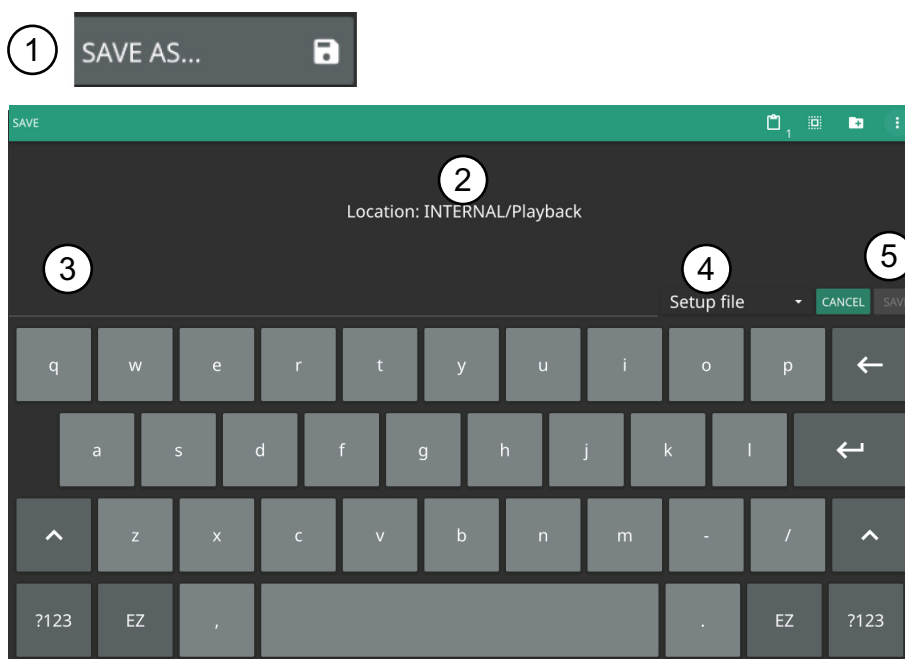 1 SAVE AS...
SAVE 1
2
Location: INTERNAL/Playback
3 4 5
Setup file CANCEL SAV
q w e r t y u i o p
a s d f g h j k l
z x c v b n m - /
?123 EZ , . EZ ?123